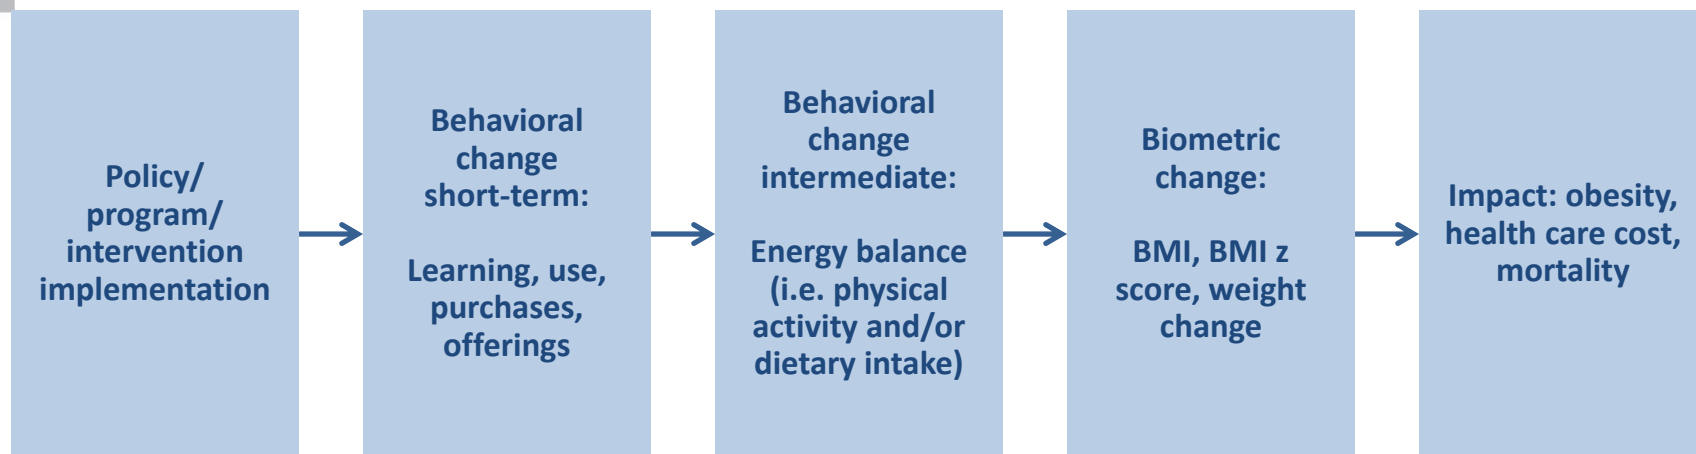 Policy/
program/
intervention
implementation
Behavioral
change
short-term:
Learning, use,
purchases,
offerings
Behavioral
change
intermediate:
Energy balance
(i.e. physical
activity and/or
dietary intake)
Biometric
change:
BMI, BMI z
score, weight
change
Impact: obesity,
health care cost,
mortality